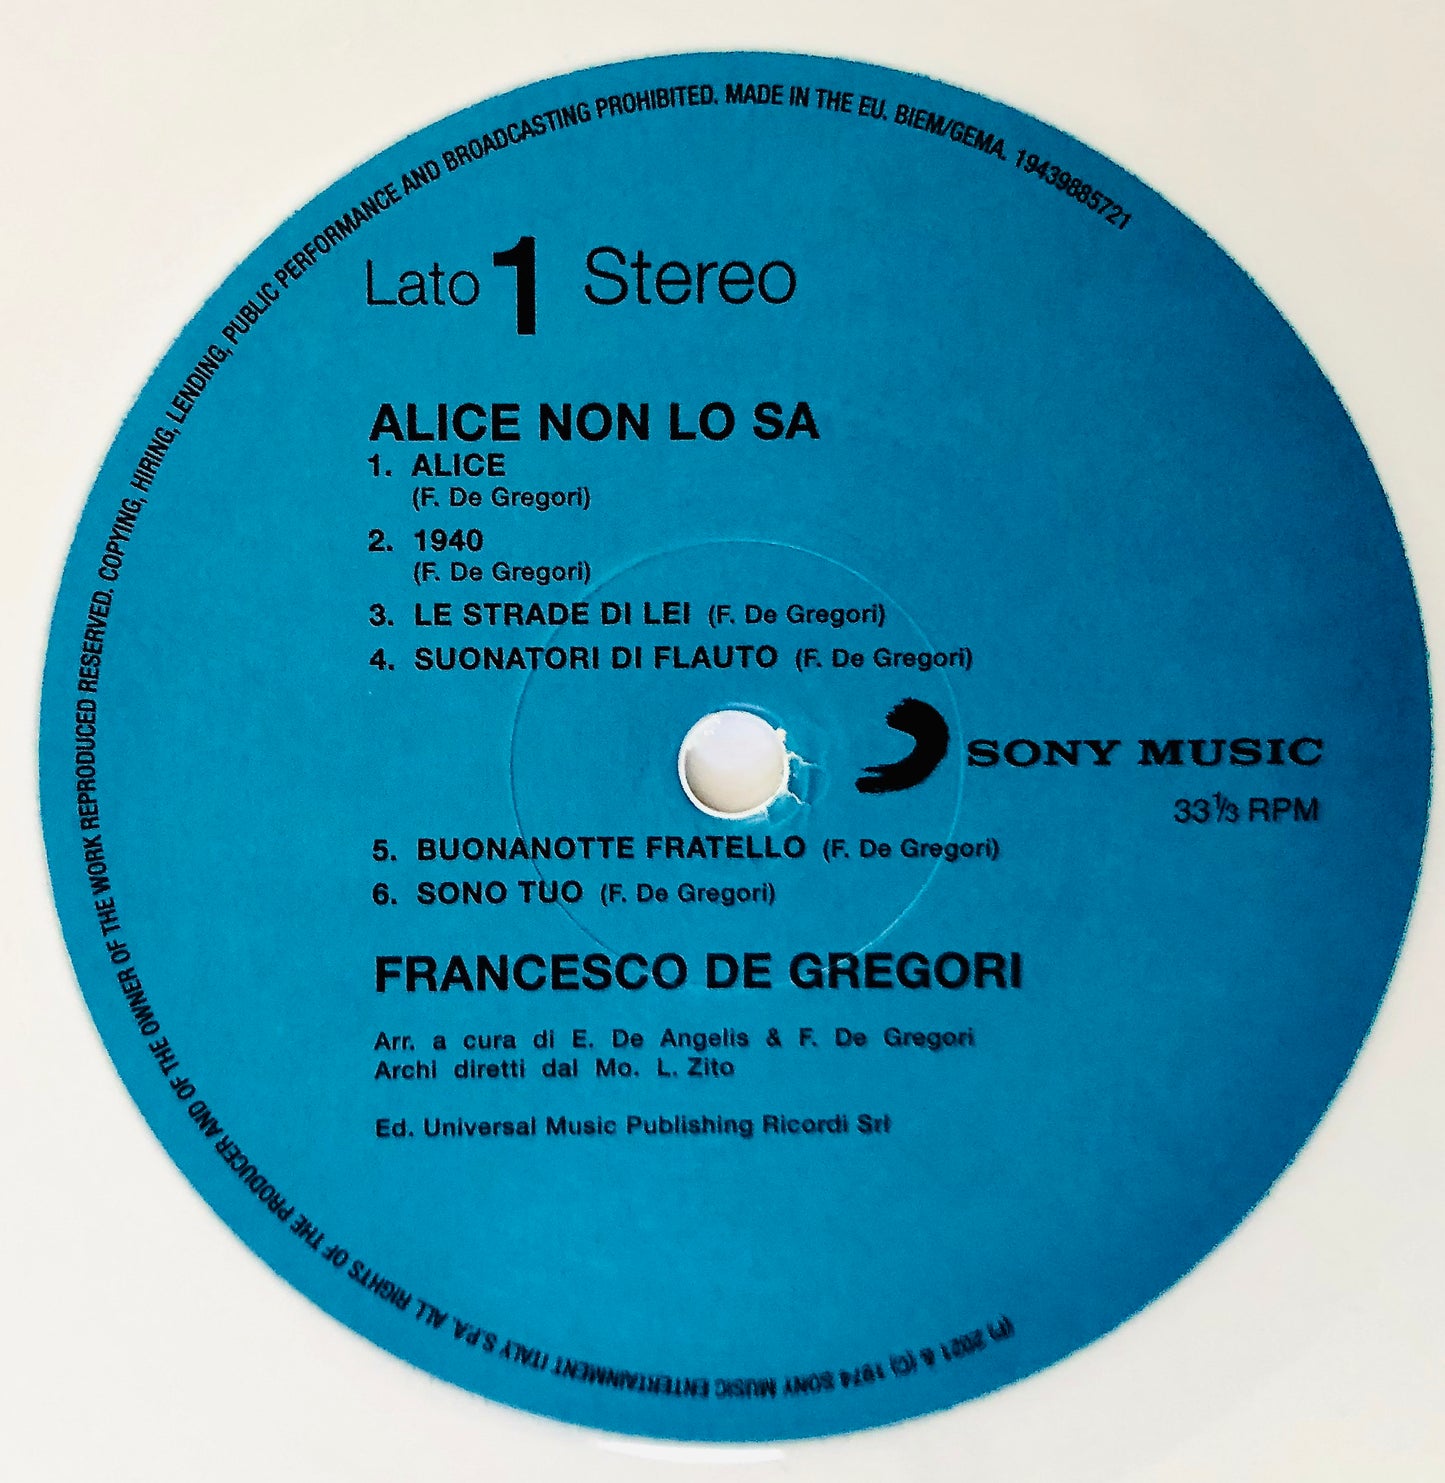 Lato 1 Stereo
ALICE NON LO SA
1. ALICE
(F. De Gregori)
2. 1940
(F. De Gregori)
3. LE STRADE DI LEI (F. De Gregori)
4. SUONATORI DI FLAUTO (F. De Gregori)
SONY MUSIC
33⅓ RPM
5. BUONANOTTE FRATELLO (F. De Gregori)
6. SONO TUO (F. De Gregori)
FRANCESCO DE GREGORI
Arr. a cura di E. De Angelis & F. De Gregori
Archi diretti dal Mo. L. Zito
Ed. Universal Music Publishing Ricordi Srl
(P) 2021 & (C) 1974 SONY MUSIC ENTERTAINMENT ITALY S.P.A. ALL RIGHTS OF THE PRODUCER AND OF THE OWNER OF THE WORK REPRODUCED RESERVED. COPYING, HIRING, LENDING, PUBLIC PERFORMANCE AND BROADCASTING PROHIBITED. MADE IN THE EU. BIEM/GEMA. 19439885721